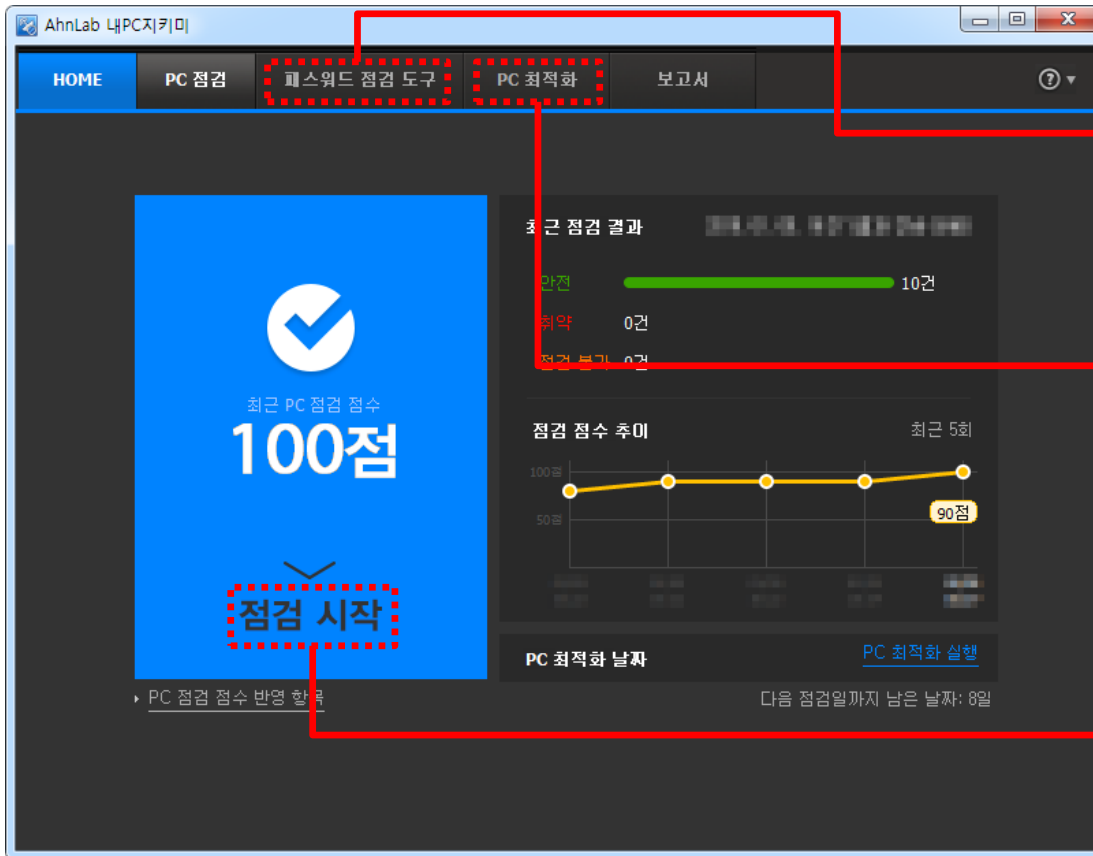 AhnLab 내PC지키미
HOME PC 점검 패스워드 점검 도구 PC 최적화 보고서
최근 점검 결과
안전 10건
취약 0건
점검 불가 0건
최근 PC 점검 점수
100점
점검 점수 추이 최근 5회
100점
50점
90점
점검 시작
PC 최적화 날짜 PC 최적화 실행
PC 점검 점수 반영 항목
다음 점검일까지 남은 날짜: 8일